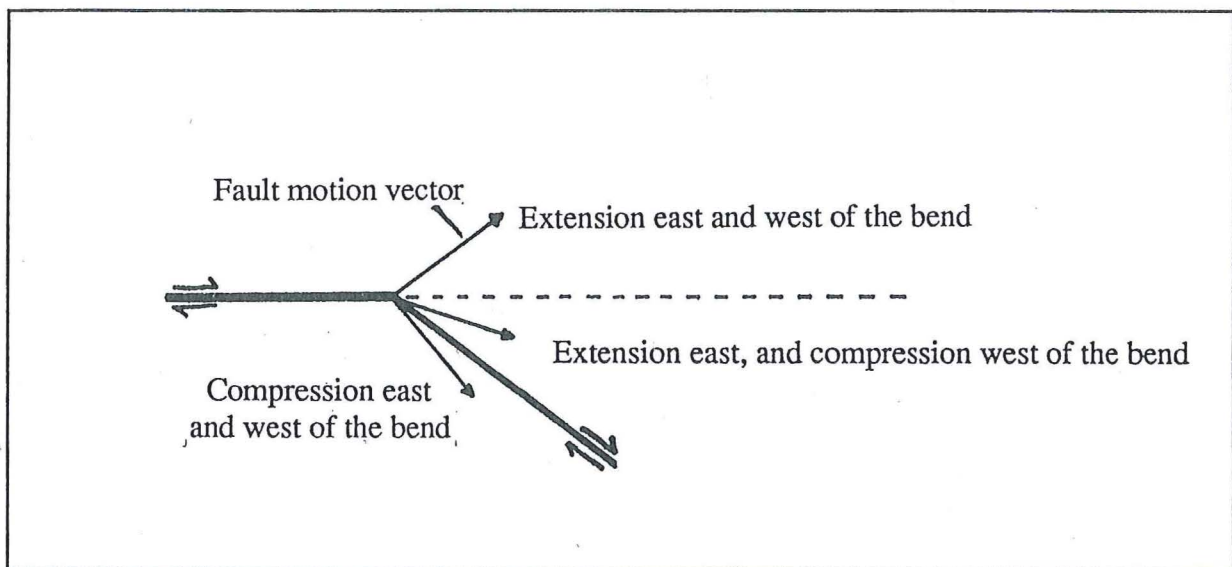 Fault motion vector
Extension east and west of the bend
Extension east, and compression west of the bend
Compression east
and west of the bend